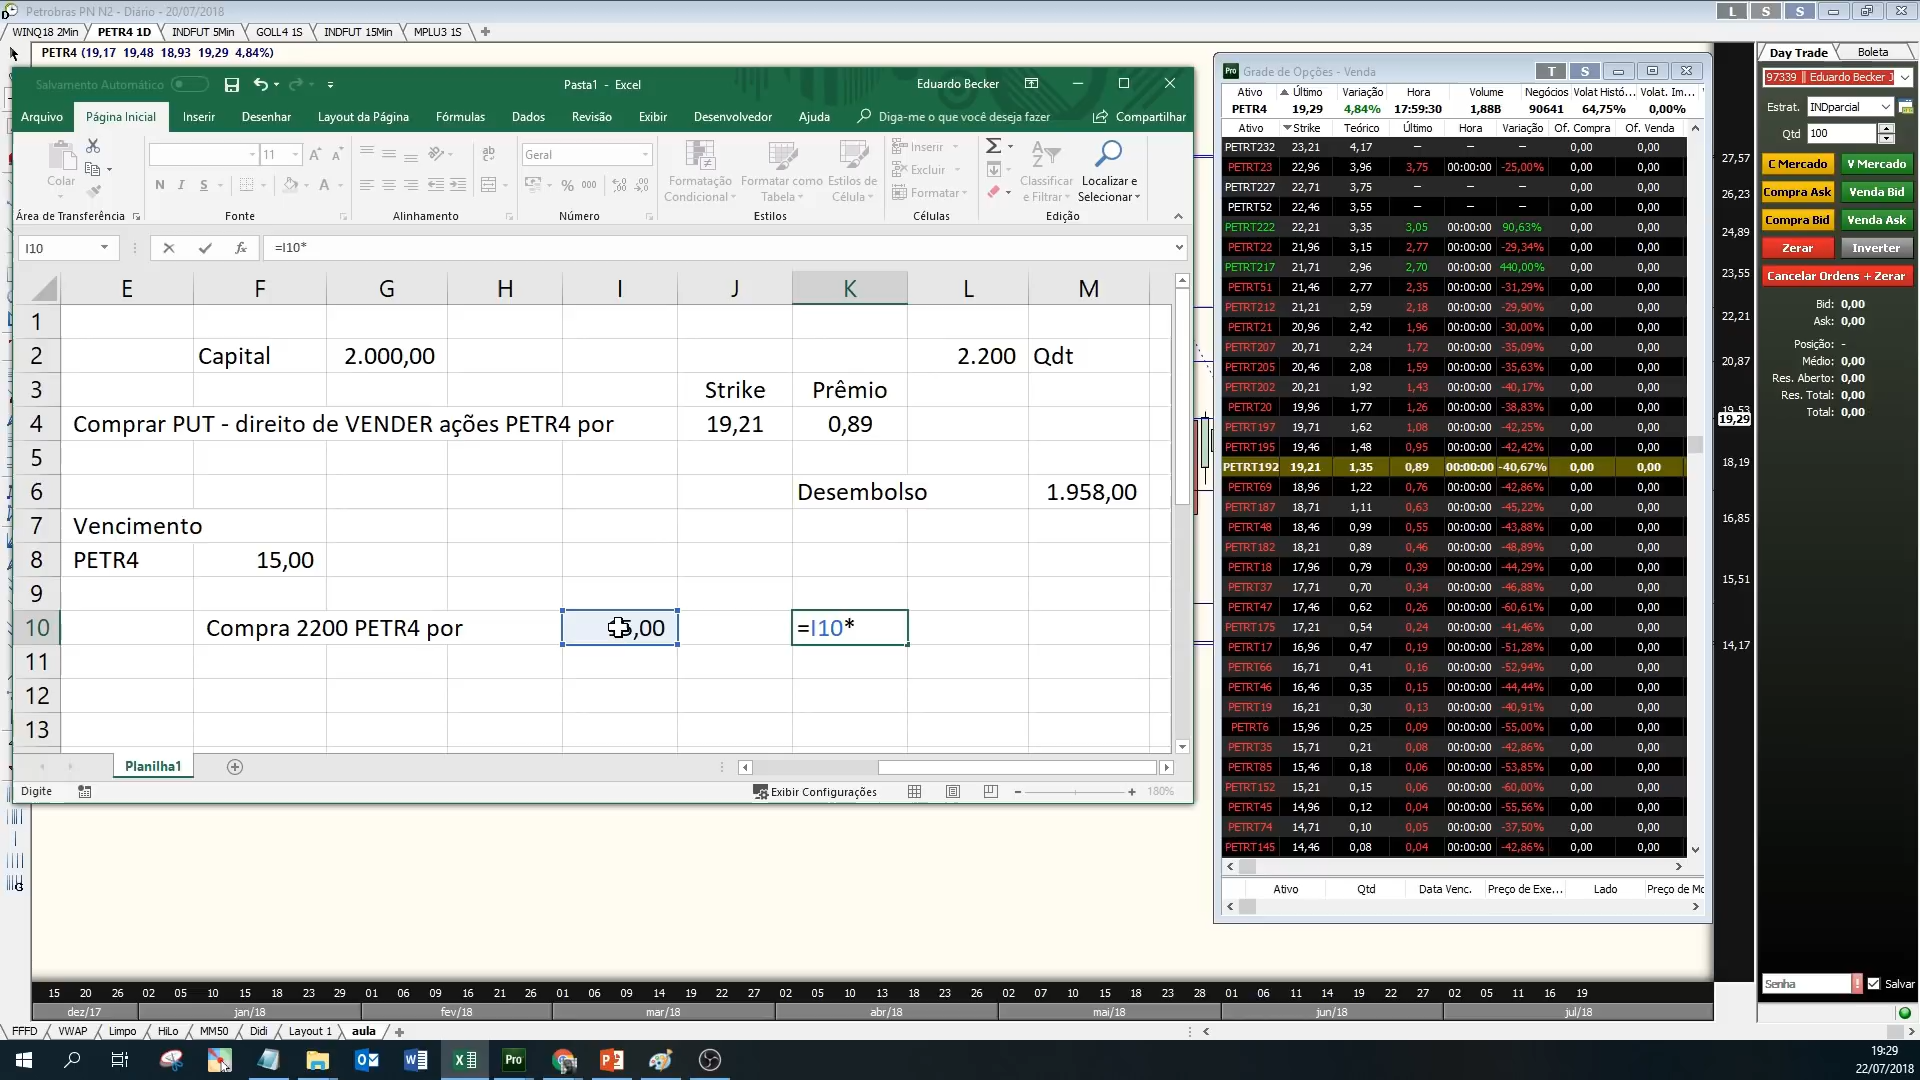 Petrobras PN N2 - Diário - 20/07/2018
L S S
WINQ18 2Min PETR4 1D INDFUT 5Min GOLL4 1S INDFUT 15Min MPLU3 1S
PETR4 (19,17 19,48 18,93 19,29 4,84%)
Salvamento Automático
Pasta1 - Excel
Eduardo Becker
Arquivo Página Inicial Inserir Desenhar Layout da Página Fórmulas Dados Revisão Exibir Desenvolvedor Ajuda Diga-me o que você deseja fazer Compartilhar
Colar
11
N I S
Geral
% 000
Formatação Condicional
Formatar como Tabela
Estilos de Célula
Inserir
Excluir
Formatar
Classificar e Filtrar
Localizar e Selecionar
Área de Transferência Fonte Alinhamento Número Estilos Células Edição
I10 fx =I10*
E F G H I J K L M
1
2 Capital 2.000,00 2.200 Qdt
3 Strike Prêmio
4 Comprar PUT - direito de VENDER ações PETR4 por 19,21 0,89
5
6 Desembolso 1.958,00
7 Vencimento
8 PETR4 15,00
9
10 Compra 2200 PETR4 por 5,00 =I10*
11
12
13
Planilha1
Digite Exibir Configurações 180%
Pro Grade de Opções - Venda T S
Ativo Último Variação Hora Volume Negócios Volat Histó... Volat. Im...
PETR4 19,29 4,84% 17:59:30 1,88B 90641 64,75% 0,00%
Ativo Strike Teórico Último Hora Variação Of. Compra Of. Venda
PETRT232 23,21 4,17 – – – 0,00 0,00
PETRT23 22,96 3,96 3,75 00:00:00 -25,00% 0,00 0,00
PETRT227 22,71 3,75 – – – 0,00 0,00
PETRT52 22,46 3,55 – – – 0,00 0,00
PETRT222 22,21 3,35 3,05 00:00:00 90,63% 0,00 0,00
PETRT22 21,96 3,15 2,77 00:00:00 -29,34% 0,00 0,00
PETRT217 21,71 2,96 2,70 00:00:00 440,00% 0,00 0,00
PETRT51 21,46 2,77 2,35 00:00:00 -31,29% 0,00 0,00
PETRT212 21,21 2,59 2,18 00:00:00 -29,90% 0,00 0,00
PETRT21 20,96 2,42 1,96 00:00:00 -30,00% 0,00 0,00
PETRT207 20,71 2,24 1,72 00:00:00 -35,09% 0,00 0,00
PETRT205 20,46 2,08 1,59 00:00:00 -35,63% 0,00 0,00
PETRT202 20,21 1,92 1,43 00:00:00 -40,17% 0,00 0,00
PETRT20 19,96 1,77 1,26 00:00:00 -38,83% 0,00 0,00
PETRT197 19,71 1,62 1,08 00:00:00 -42,25% 0,00 0,00
PETRT195 19,46 1,48 0,95 00:00:00 -42,42% 0,00 0,00
PETRT192 19,21 1,35 0,89 00:00:00 -40,67% 0,00 0,00
PETRT69 18,96 1,22 0,76 00:00:00 -42,86% 0,00 0,00
PETRT187 18,71 1,11 0,63 00:00:00 -45,22% 0,00 0,00
PETRT48 18,46 0,99 0,55 00:00:00 -43,88% 0,00 0,00
PETRT182 18,21 0,89 0,46 00:00:00 -48,89% 0,00 0,00
PETRT18 17,96 0,79 0,39 00:00:00 -44,29% 0,00 0,00
PETRT37 17,71 0,70 0,34 00:00:00 -46,88% 0,00 0,00
PETRT47 17,46 0,62 0,26 00:00:00 -60,61% 0,00 0,00
PETRT175 17,21 0,54 0,24 00:00:00 -41,46% 0,00 0,00
PETRT17 16,96 0,47 0,19 00:00:00 -51,28% 0,00 0,00
PETRT66 16,71 0,41 0,16 00:00:00 -52,94% 0,00 0,00
PETRT46 16,46 0,35 0,15 00:00:00 -44,44% 0,00 0,00
PETRT19 16,21 0,30 0,13 00:00:00 -40,91% 0,00 0,00
PETRT6 15,96 0,25 0,09 00:00:00 -55,00% 0,00 0,00
PETRT35 15,71 0,21 0,08 00:00:00 -42,86% 0,00 0,00
PETRT85 15,46 0,18 0,06 00:00:00 -53,85% 0,00 0,00
PETRT152 15,21 0,15 0,06 00:00:00 -60,00% 0,00 0,00
PETRT45 14,96 0,12 0,04 00:00:00 -55,56% 0,00 0,00
PETRT74 14,71 0,10 0,05 00:00:00 -37,50% 0,00 0,00
PETRT145 14,46 0,08 0,04 00:00:00 -42,86% 0,00 0,00
Ativo Qtd Data Venc. Preço de Exe... Lado Preço de Mc
27,57
26,23
24,89
23,55
22,21
20,87
19,53
19,29
18,19
16,85
15,51
14,17
Day Trade Boleta
97339 || Eduardo Becker J
Estrat. INDparcial
Qtd 100
C Mercado V Mercado
Compra Ask Venda Bid
Compra Bid Venda Ask
Zerar Inverter
Cancelar Ordens + Zerar
Bid: 0,00
Ask: 0,00
Posição: -
Médio: 0,00
Res. Aberto: 0,00
Res. Total: 0,00
Total: 0,00
Senha ! Salvar
15 20 26 02 05 10 15 18 23 29 01 06 09 16 21 26 01 06 09 14 19 22 27 02 05 10 13 18 23 26 02 07 10 15 18 23 28 01 06 11 14 19 22 27 02 05 11 16 19
dez/17 jan/18 fev/18 mar/18 abr/18 mai/18 jun/18 jul/18
FFFD VWAP Limpo HiLo MM50 Didi Layout 1 aula
Pro
19:29
22/07/2018